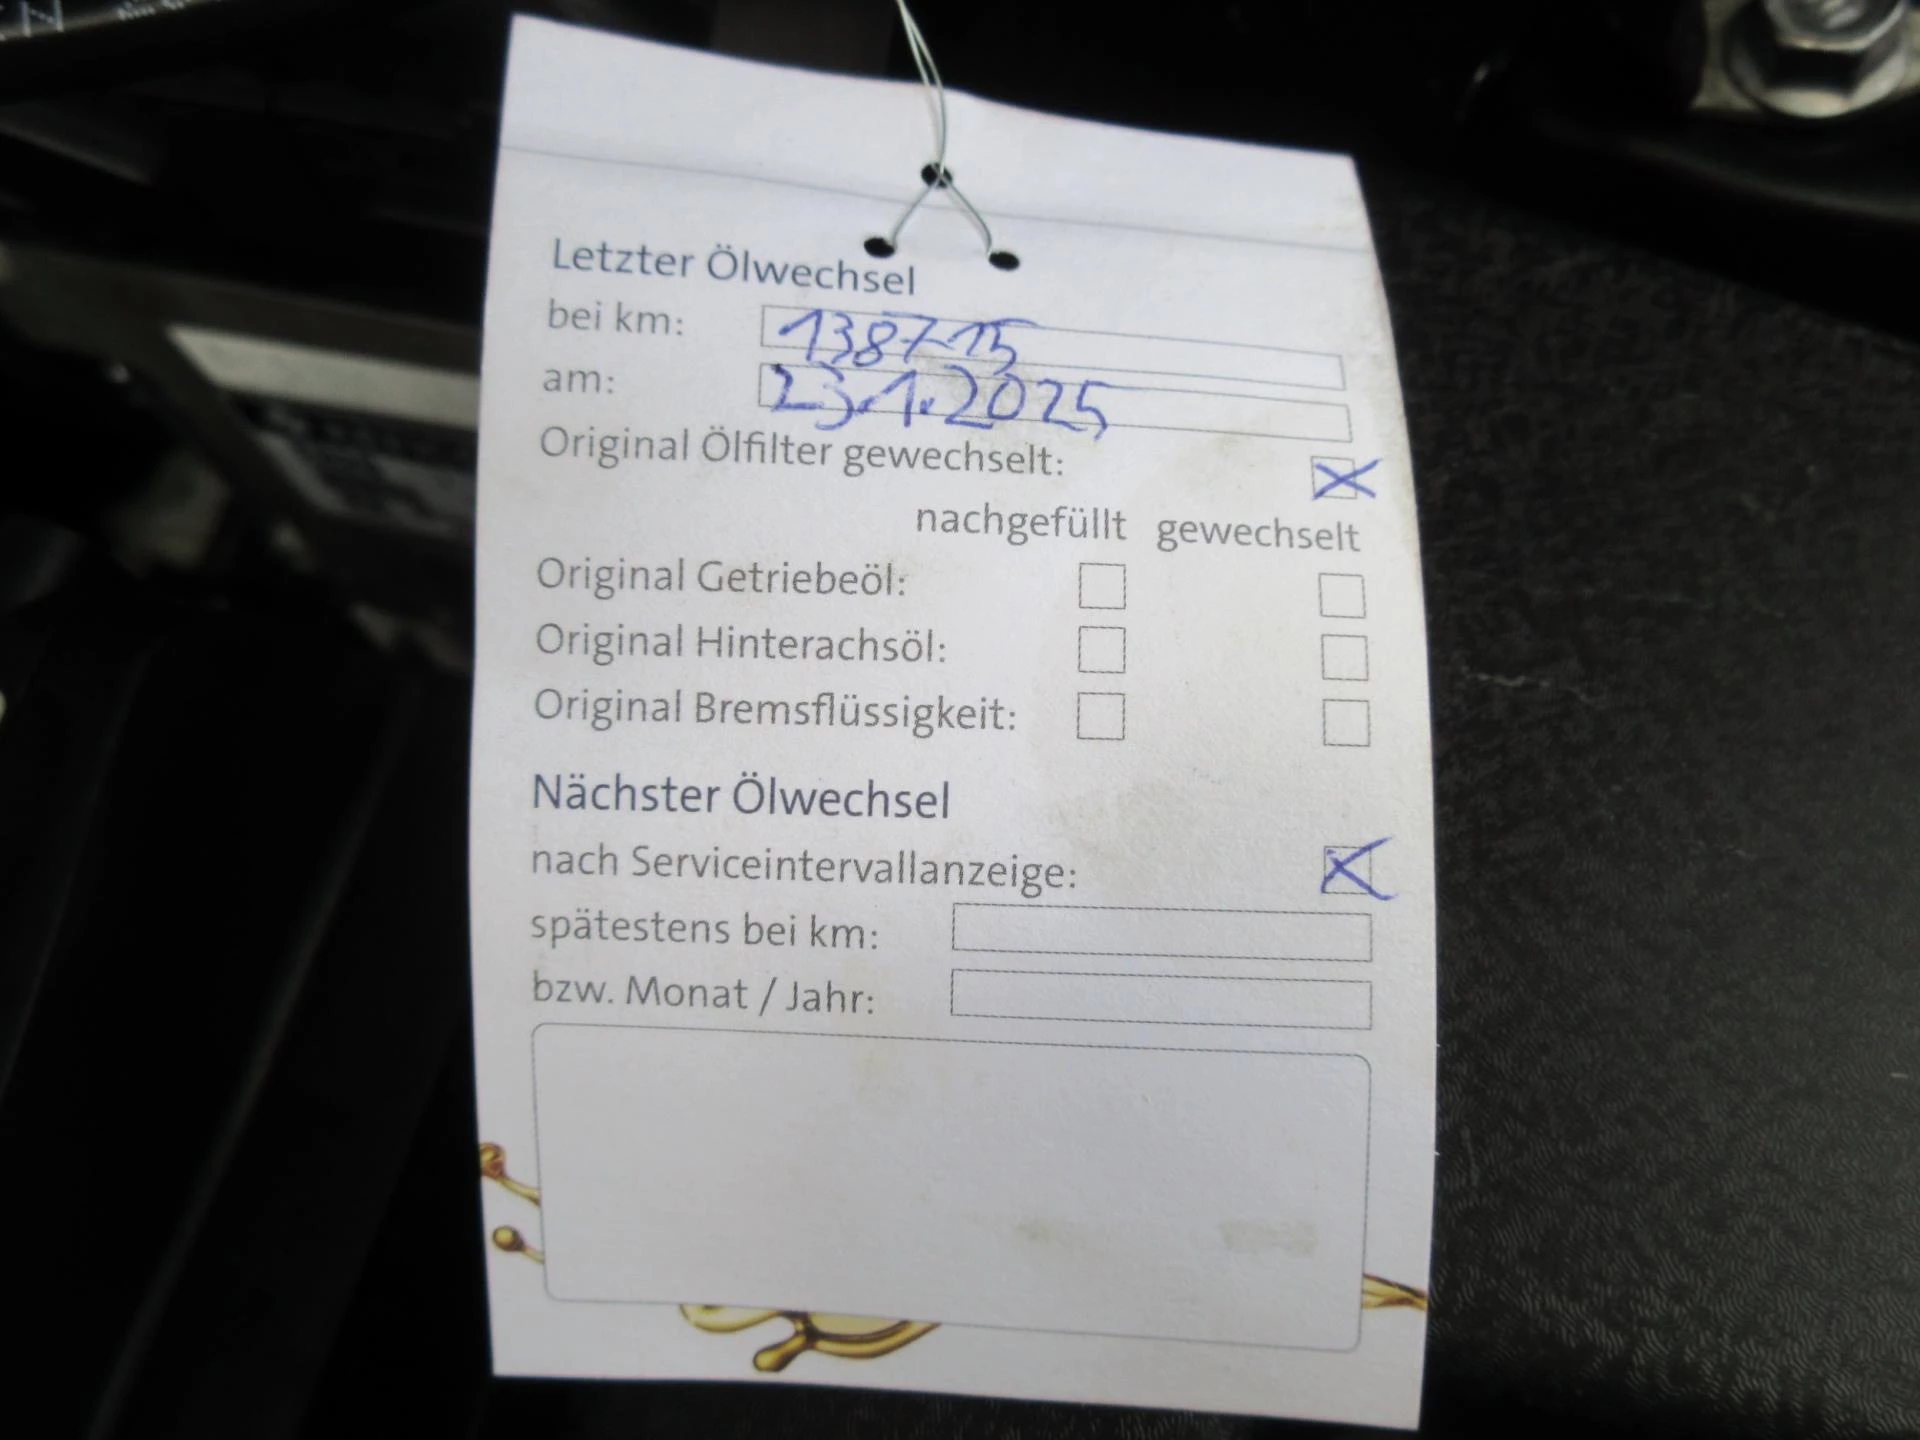 Letzter Ölwechsel
bei km: 138715
am: 23.1.2025
Original Ölfilter gewechselt:
nachgefüllt gewechselt
Original Getriebeöl:
Original Hinterachsöl:
Original Bremsflüssigkeit:
Nächster Ölwechsel
nach Serviceintervallanzeige:
spätestens bei km:
bzw. Monat / Jahr: